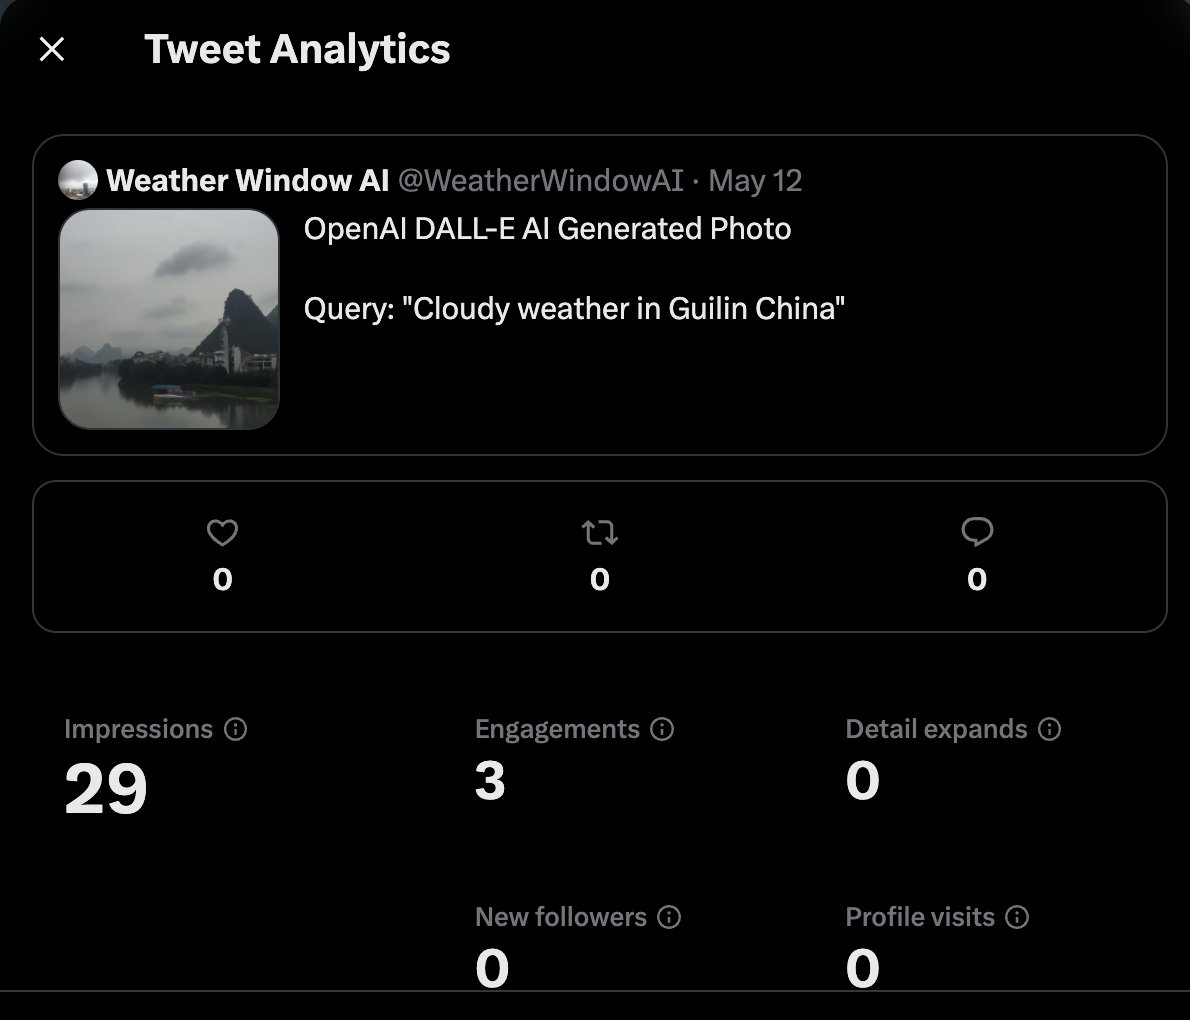 Tweet Analytics
Weather Window AI @WeatherWindowAI · May 12
OpenAI DALL-E AI Generated Photo
Query: "Cloudy weather in Guilin China"
0 0 0
Impressions Engagements Detail expands
29 3 0
New followers Profile visits
0 0